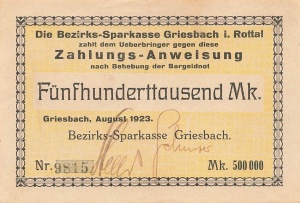 Die Bezirks-Sparkasse Griesbach i. Rottal
zahlt dem Ueberbringer gegen diese
Zahlungs-Anweisung
nach Behebung der Bargeldnot
Fünfhunderttausend Mk.
Griesbach, August 1923.
Bezirks-Sparkasse Griesbach.
Nr. 9815 Mk. 500 000